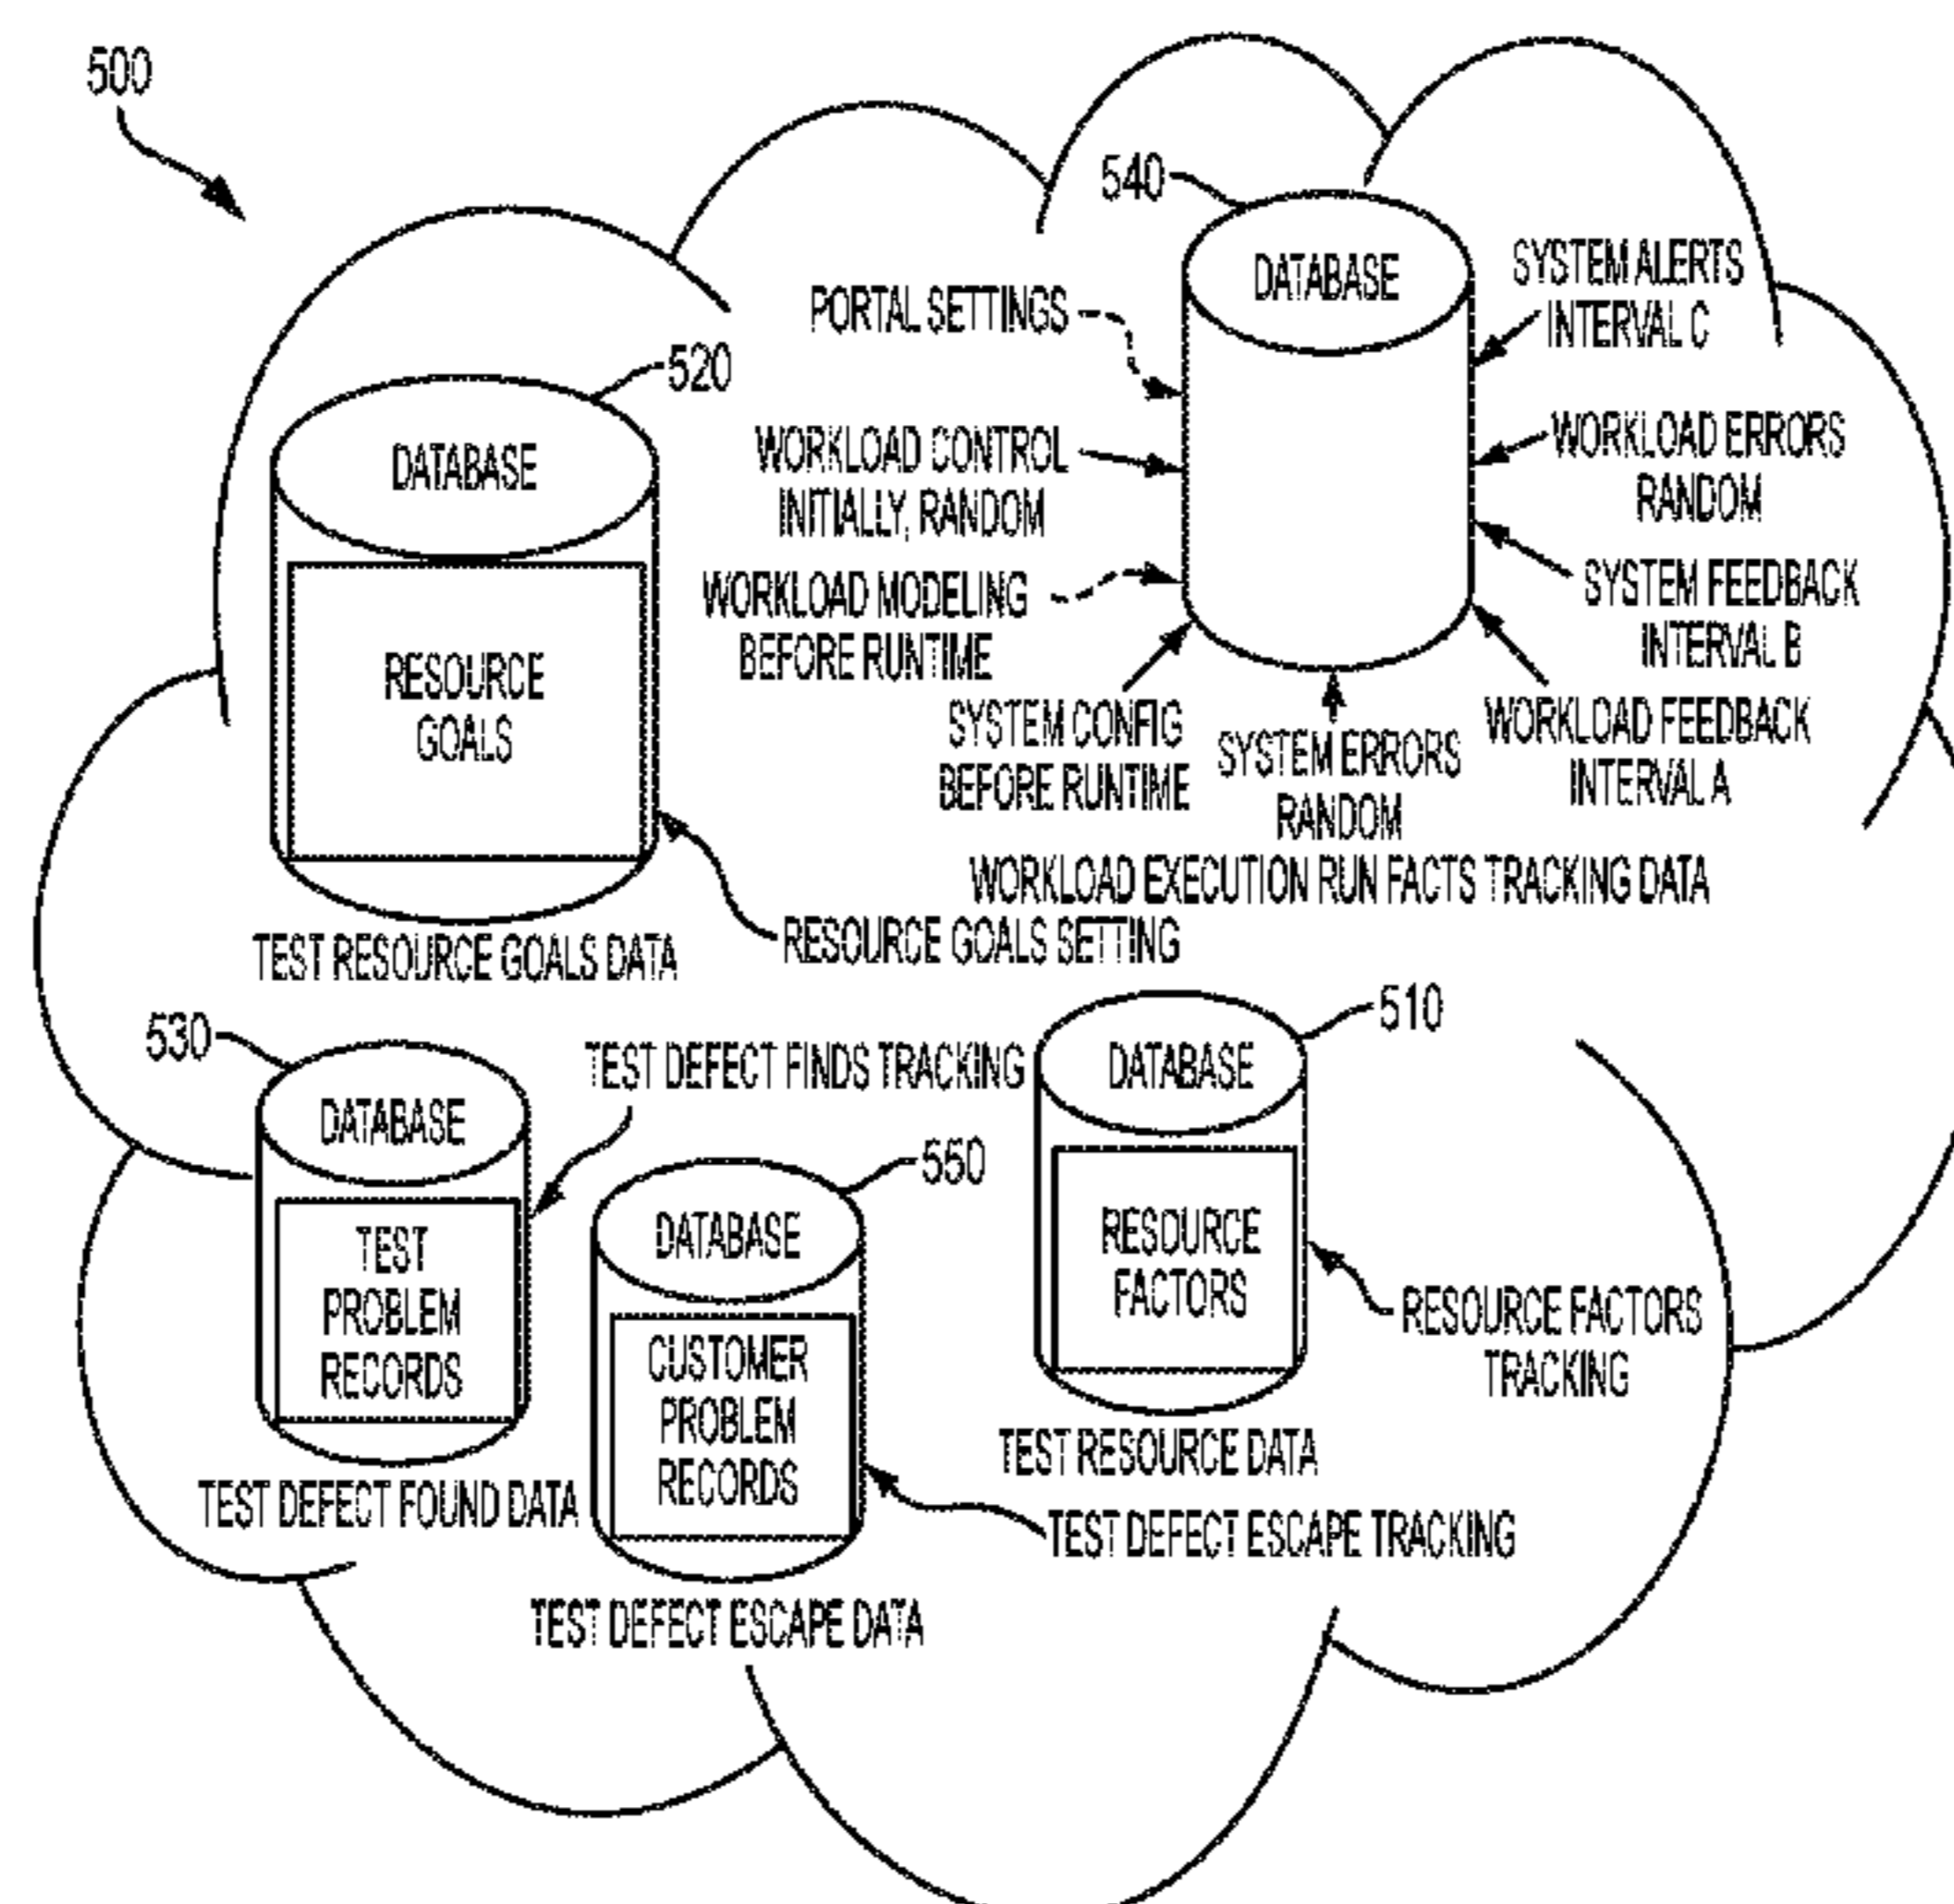 500
540
DATABASE
SYSTEM ALERTS
INTERVAL C
PORTAL SETTINGS
520
DATABASE
WORKLOAD CONTROL
INITIALLY, RANDOM
WORKLOAD ERRORS
RANDOM
WORKLOAD MODELING
BEFORE RUNTIME
SYSTEM FEEDBACK
INTERVAL B
RESOURCE
GOALS
SYSTEM CONFIG
BEFORE RUNTIME
SYSTEM ERRORS
RANDOM
WORKLOAD FEEDBACK
INTERVAL A
WORKLOAD EXECUTION RUN FACTS TRACKING DATA
RESOURCE GOALS SETTING
TEST RESOURCE GOALS DATA
530
DATABASE
TEST DEFECT FINDS TRACKING
510
DATABASE
TEST
PROBLEM
RECORDS
550
DATABASE
RESOURCE
FACTORS
RESOURCE FACTORS
TRACKING
CUSTOMER
PROBLEM
RECORDS
TEST RESOURCE DATA
TEST DEFECT FOUND DATA
TEST DEFECT ESCAPE TRACKING
TEST DEFECT ESCAPE DATA